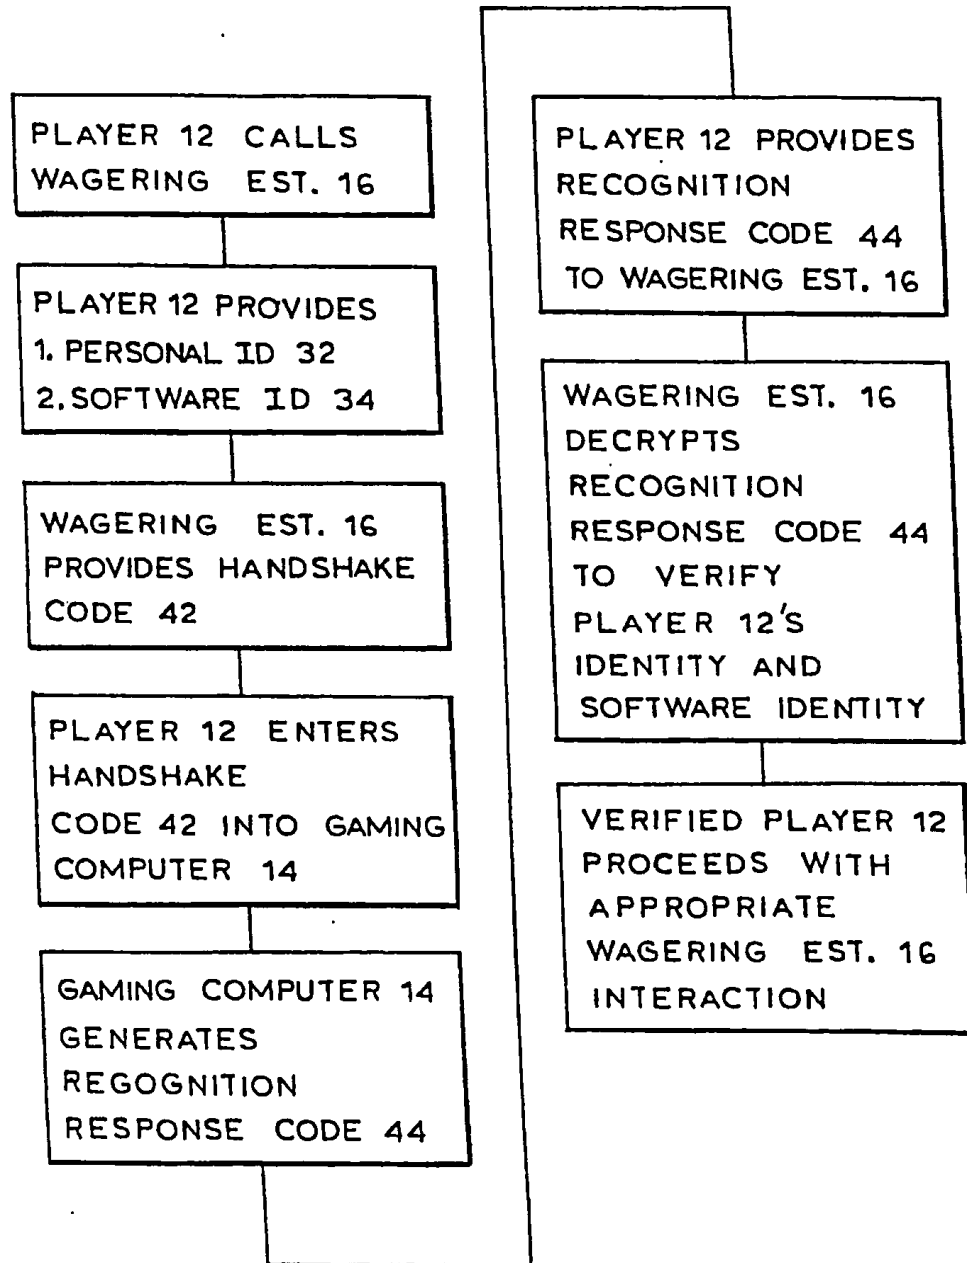 PLAYER 12 CALLS
WAGERING EST. 16
PLAYER 12 PROVIDES
1. PERSONAL ID 32
2. SOFTWARE ID 34
WAGERING EST. 16
PROVIDES HANDSHAKE
CODE 42
PLAYER 12 ENTERS
HANDSHAKE
CODE 42 INTO GAMING
COMPUTER 14
GAMING COMPUTER 14
GENERATES
REGOGNITION
RESPONSE CODE 44
PLAYER 12 PROVIDES
RECOGNITION
RESPONSE CODE 44
TO WAGERING EST. 16
WAGERING EST. 16
DECRYPTS
RECOGNITION
RESPONSE CODE 44
TO VERIFY
PLAYER 12'S
IDENTITY AND
SOFTWARE IDENTITY
VERIFIED PLAYER 12
PROCEEDS WITH
APPROPRIATE
WAGERING EST. 16
INTERACTION